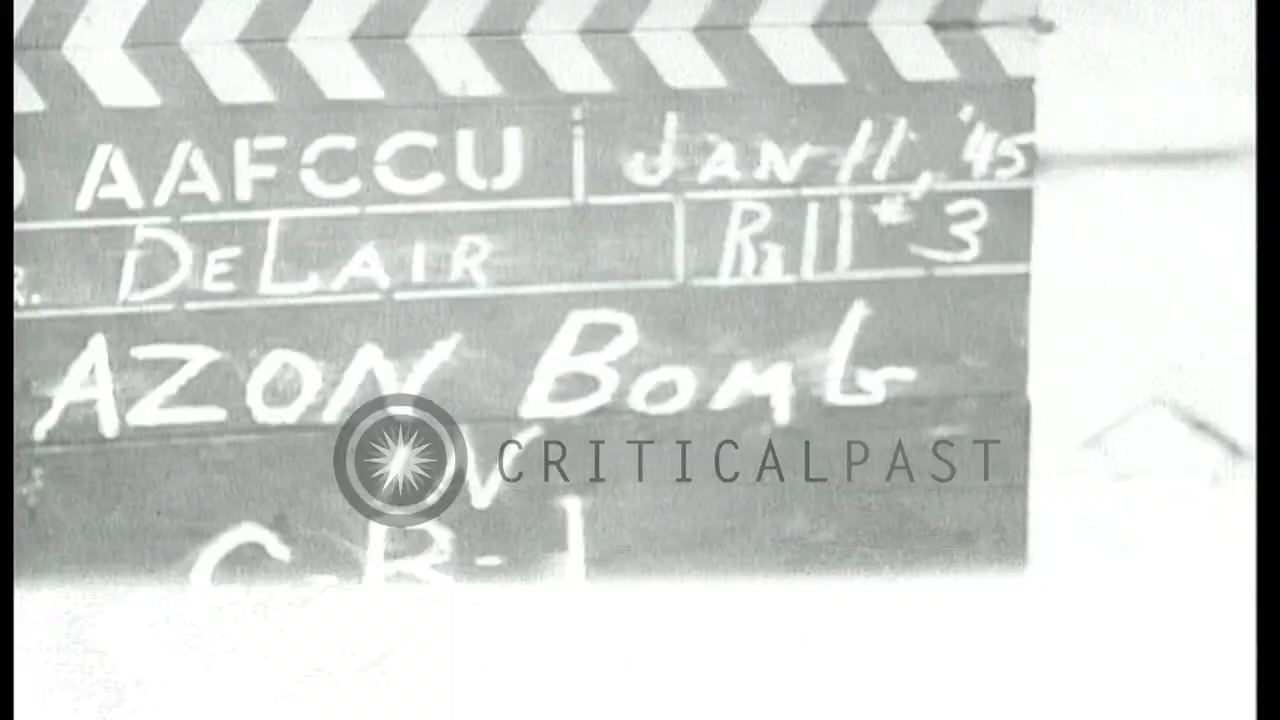 AAFCCU JAN 11, '45
R. DELAIR Roll #3
AZON BOMB
CRITICALPAST
C-B-I